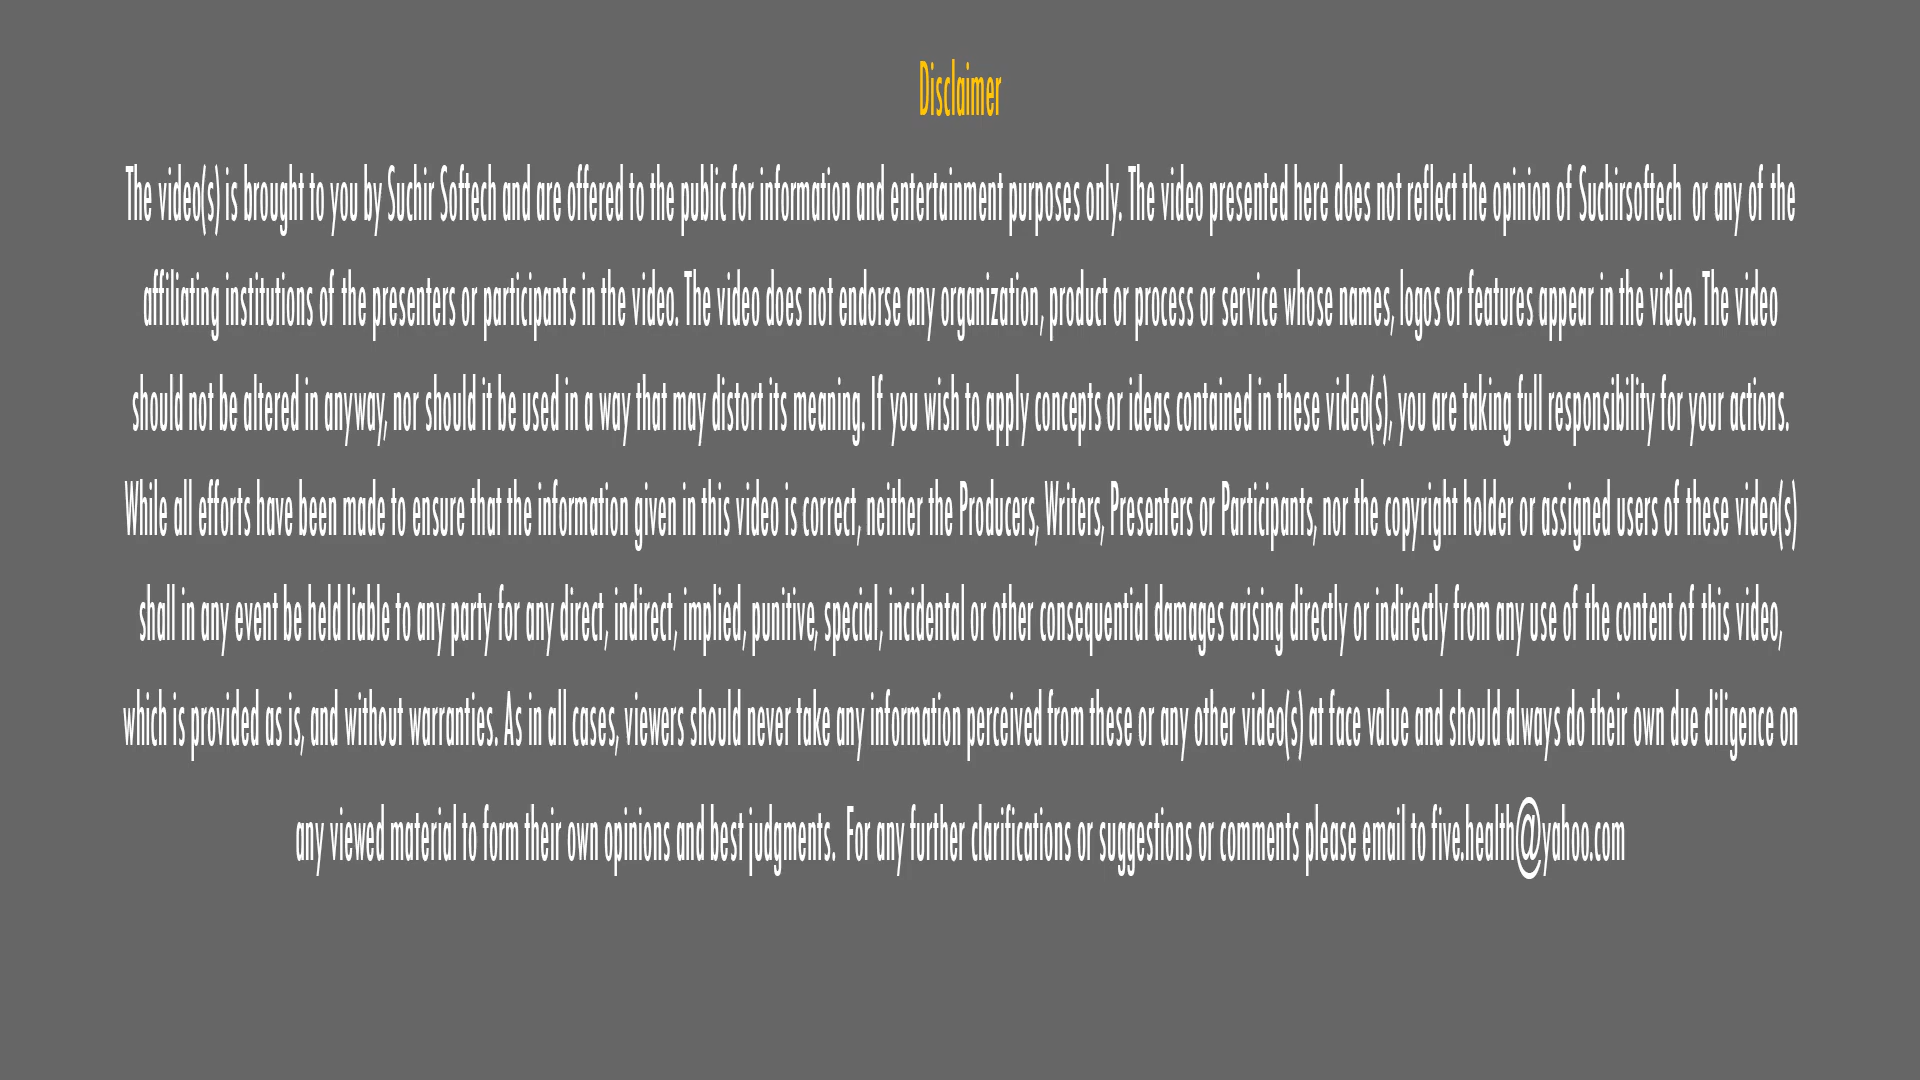 Disclaimer
The video(s) is brought to you by Suchir Softech and are offered to the public for information and entertainment purposes only. The video presented here does not reflect the opinion of Suchirsoftech or any of the
affiliating institutions of the presenters or participants in the video. The video does not endorse any organization, product or process or service whose names, logos or features appear in the video. The video
should not be altered in anyway, nor should it be used in a way that may distort its meaning. If you wish to apply concepts or ideas contained in these video(s), you are taking full responsibility for your actions.
While all efforts have been made to ensure that the information given in this video is correct, neither the Producers, Writers, Presenters or Participants, nor the copyright holder or assigned users of these video(s)
shall in any event be held liable to any party for any direct, indirect, implied, punitive, special, incidental or other consequential damages arising directly or indirectly from any use of the content of this video,
which is provided as is, and without warranties. As in all cases, viewers should never take any information perceived from these or any other video(s) at face value and should always do their own due diligence on
any viewed material to form their own opinions and best judgments. For any further clarifications or suggestions or comments please email to five.health@yahoo.com